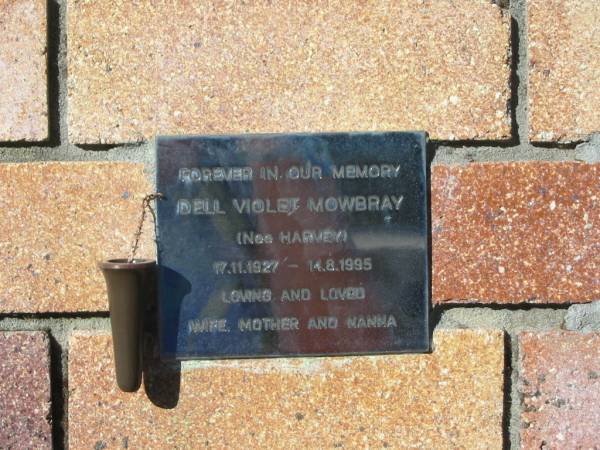 FOREVER IN OUR MEMORY
DELL VIOLET MOWBRAY
(Nee HARVEY)
17.11.1927 – 14.8.1995
LOVING AND LOVED
WIFE, MOTHER AND NANNA